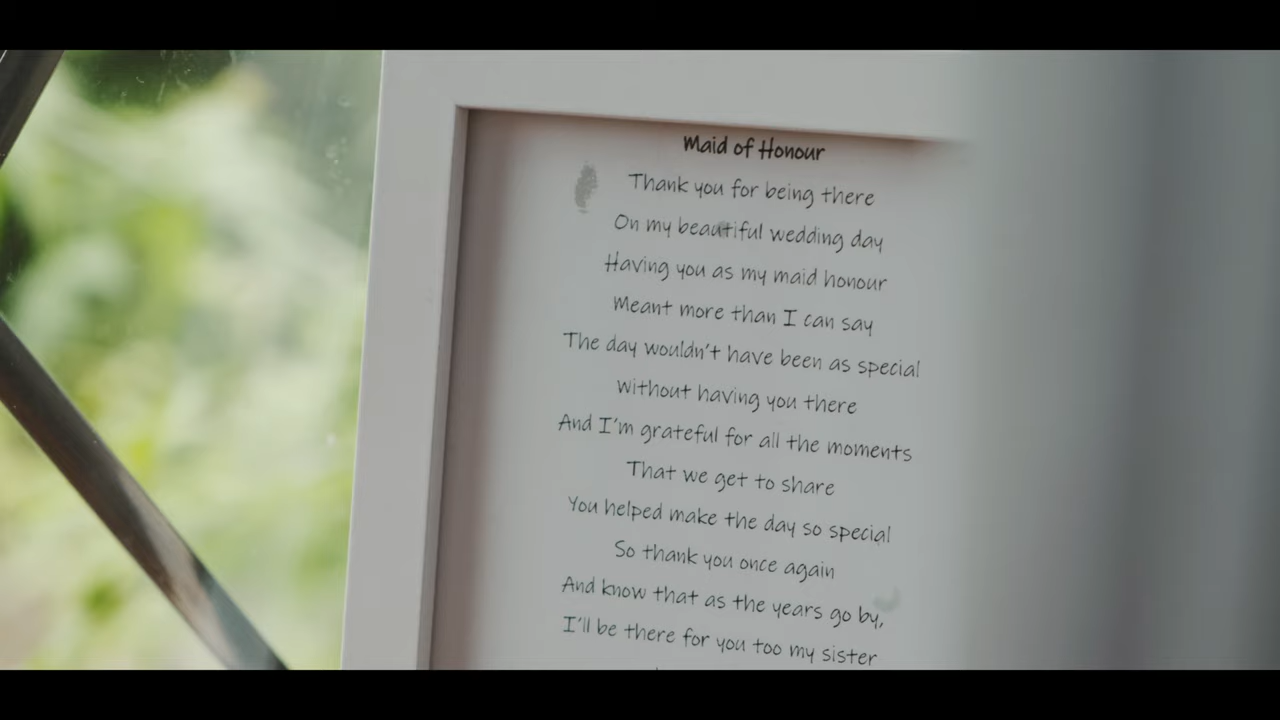 Maid of Honour
Thank you for being there
On my beautiful wedding day
Having you as my maid honour
Meant more than I can say
The day wouldn't have been as special
without having you there
And I'm grateful for all the moments
That we get to share
You helped make the day so special
So thank you once again
And know that as the years go by,
I'll be there for you too my sister